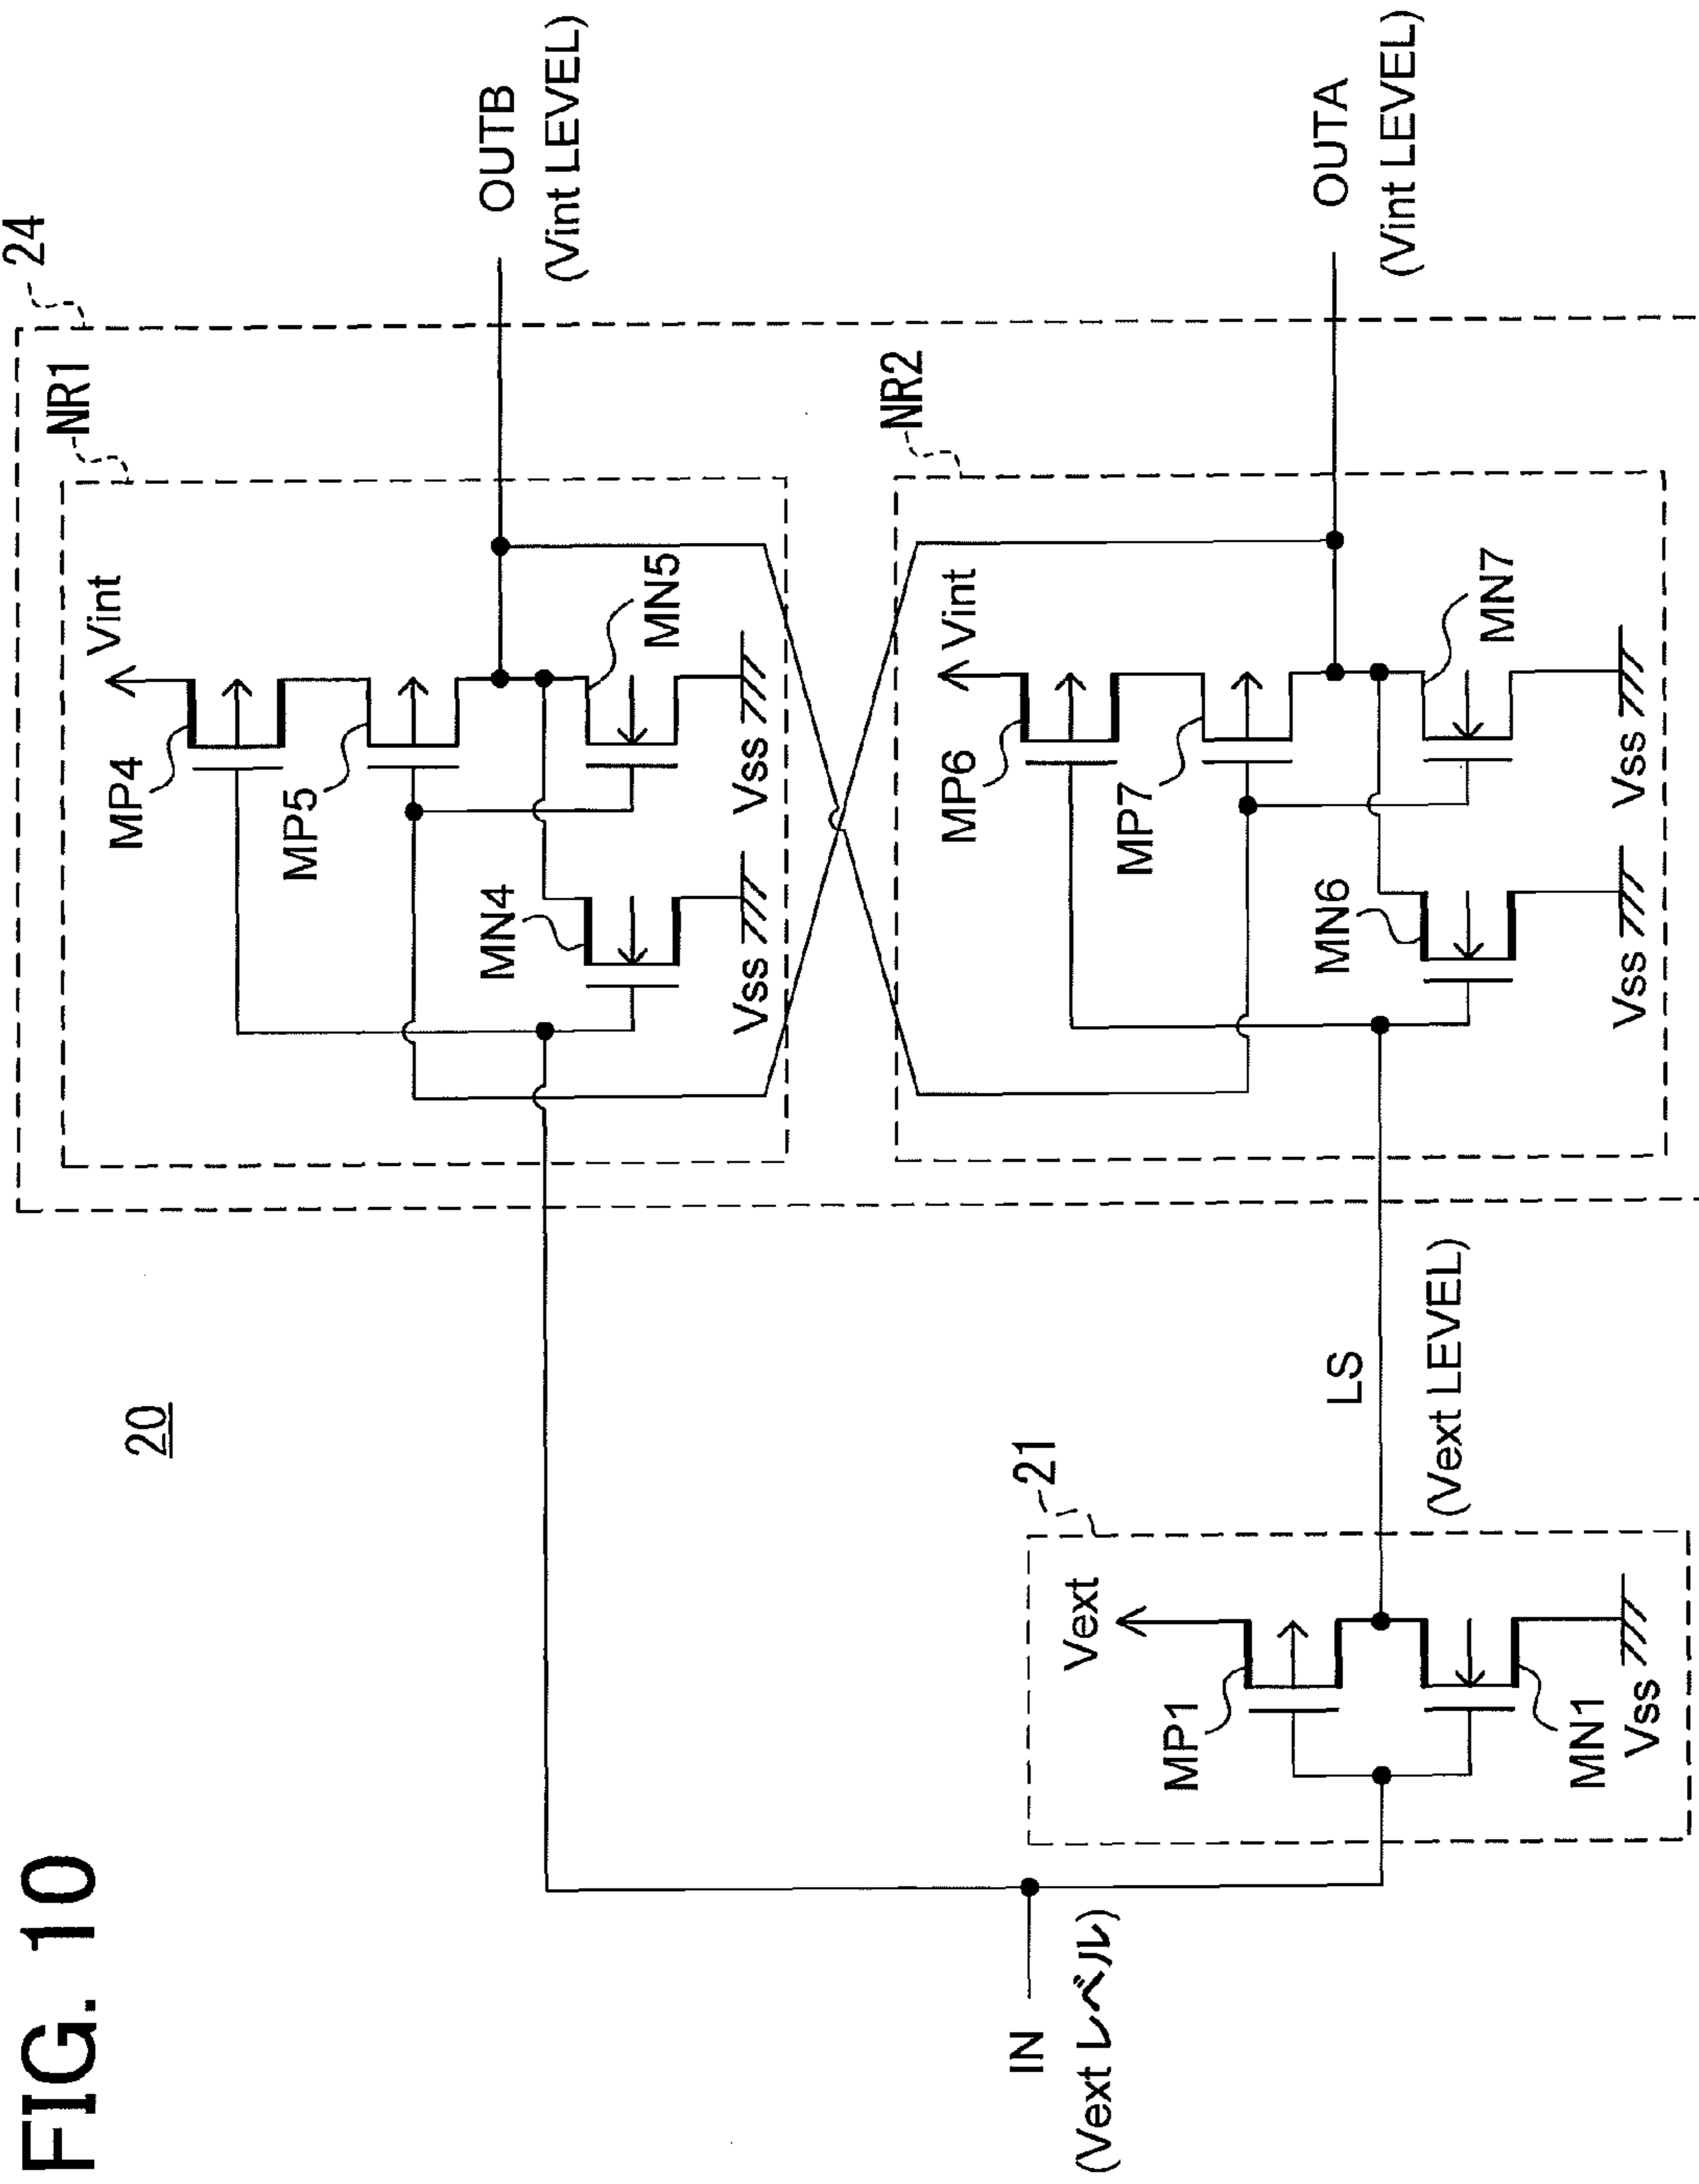 FIG. 10
20
24
NR1
Vint
MP4
MP5
MN4
MN5
Vss
Vss
OUTB
(Vint LEVEL)
NR2
Vint
MP6
MP7
MN6
MN7
Vss
Vss
OUTA
(Vint LEVEL)
IN
(Vext レベル)
21
Vext
MP1
MN1
Vss
LS
(Vext LEVEL)